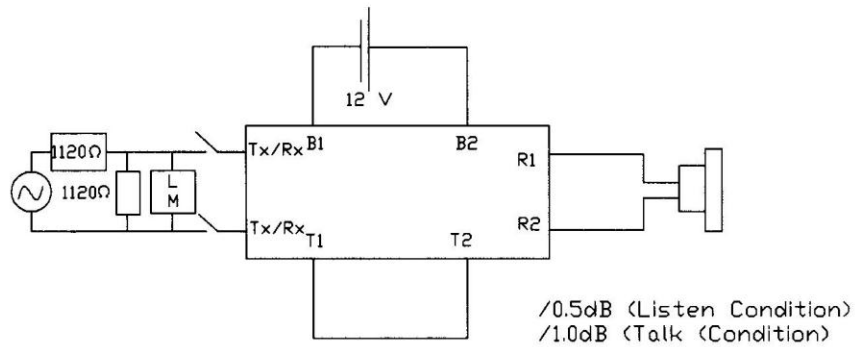 12 V
B1
B2
1120Ω
Tx/Rx
R1
1120Ω
L
M
Tx/Rx
R2
T1
T2
/0.5dB (Listen Condition)
/1.0dB (Talk (Condition)